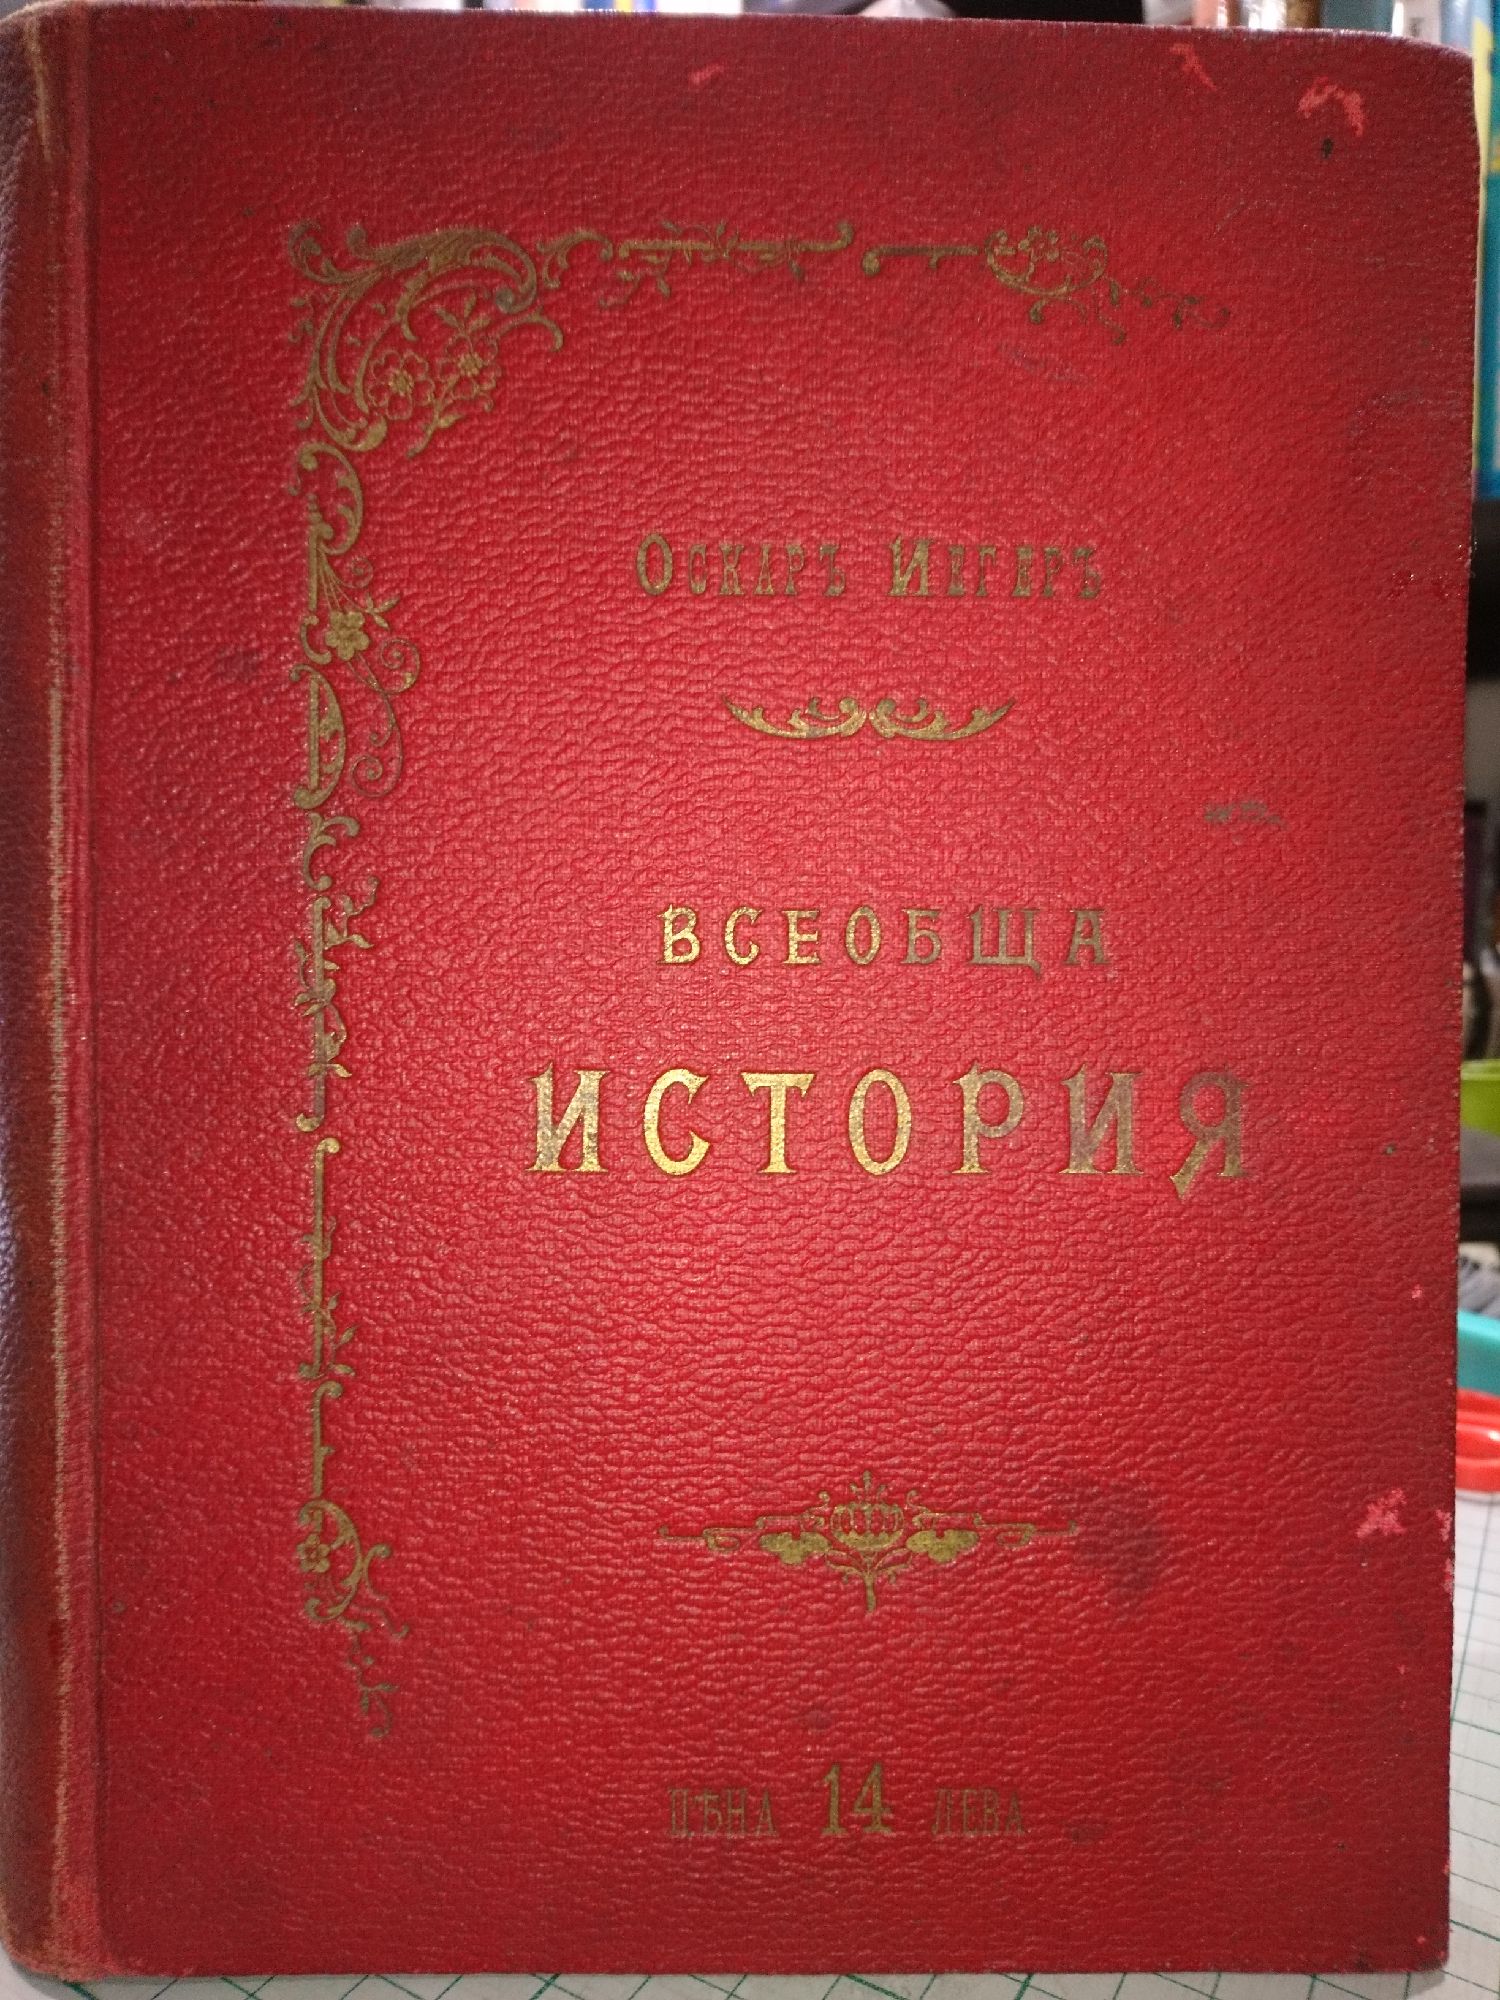 Оскаръ Иегеръ
ВСЕОБЩА
ИСТОРИЯ
ЦѢНА 14 ЛЕВА